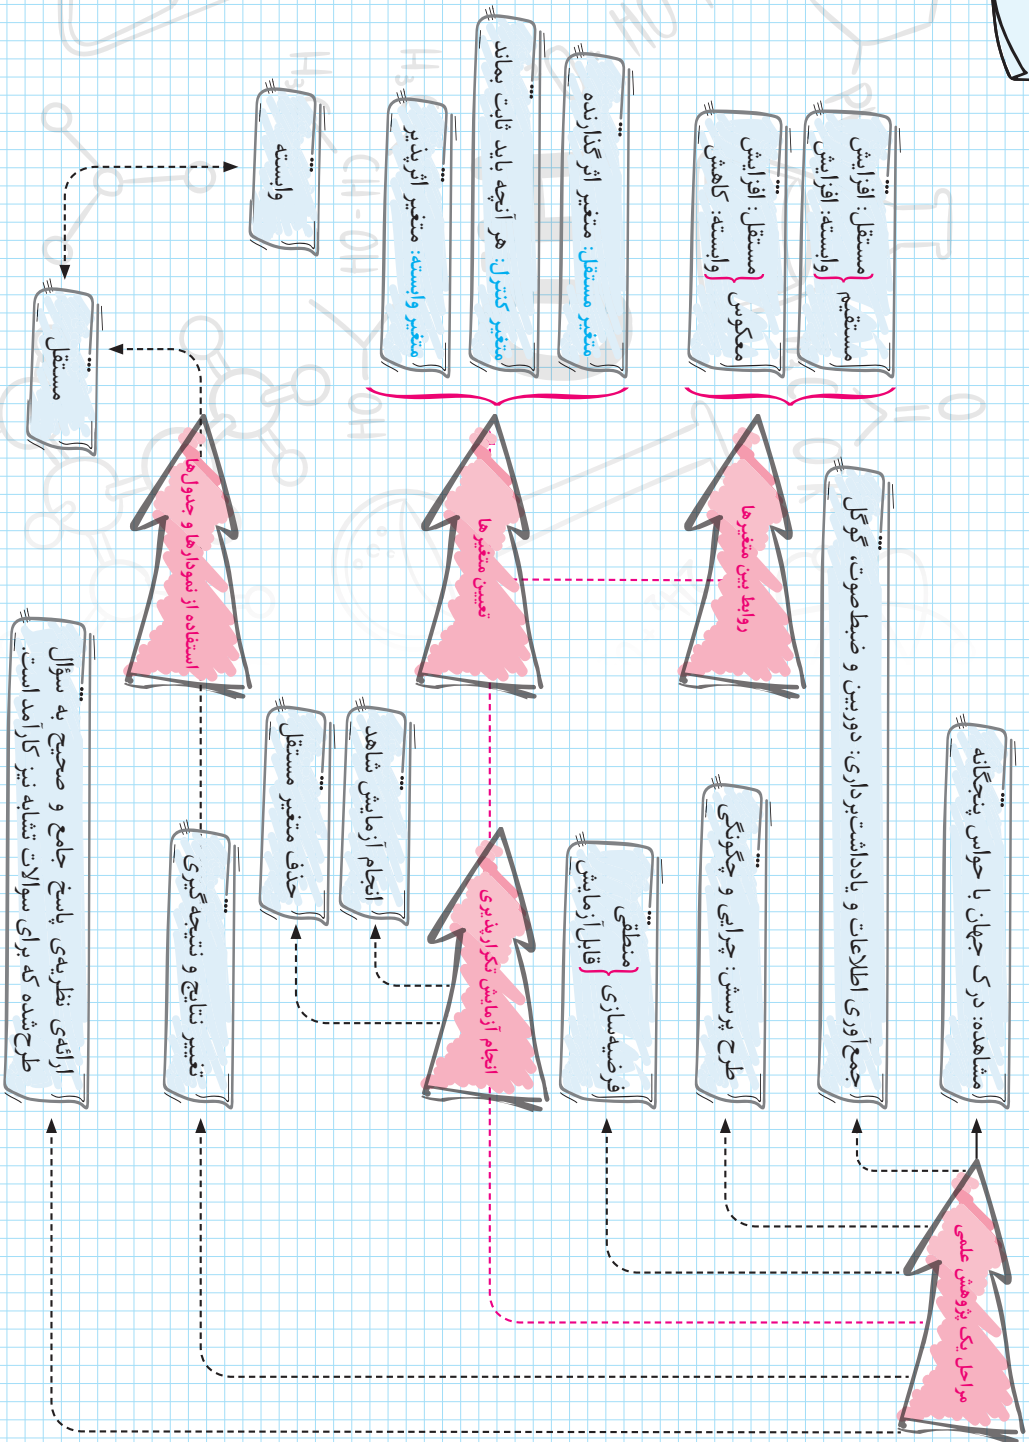 مراحل یک پژوهش علمی
مشاهده: درک جهان با حواس پنجگانه
جمع‌آوری اطلاعات و یادداشت‌برداری: دوربین و ضبط‌صوت، گوگل
طرح پرسش: چرایی و چگونگی
فرضیه‌سازی
منطقی
قابل‌آزمایش
انجام آزمایش تکرارپذیری
انجام آزمایش شاهد
حذف متغیر مستقل
تعیین متغیرها
متغیر مستقل: متغیر اثرگذارنده
متغیر کنترل: هر آنچه باید ثابت بماند
متغیر وابسته: متغیر اثرپذیر
روابط بین متغیرها
مستقیم
مستقل: افزایش
وابسته: افزایش
معکوس
مستقل: افزایش
وابسته: کاهش
تغییر نتایج و نتیجه‌گیری
استفاده از نمودارها و جدول‌ها
مستقل
وابسته
ارائه‌ی نظریه‌ی پاسخ جامع و صحیح به سؤال
طرح‌شده که برای سوالات تشابه نیز کارآمد است.